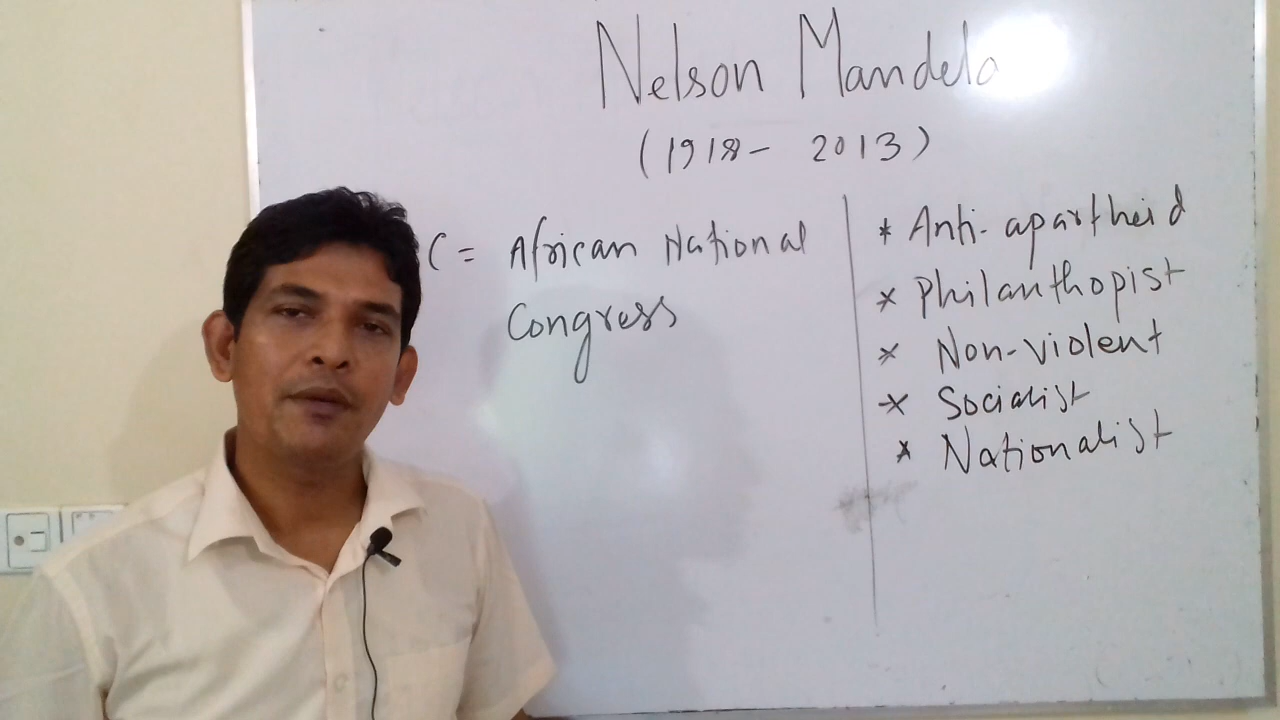 Nelson Mandela
(1918- 2013)
C = African National
Congress
* Anti-apartheid
* Philanthopist
* Non-violent
* Socialist
* Nationalist